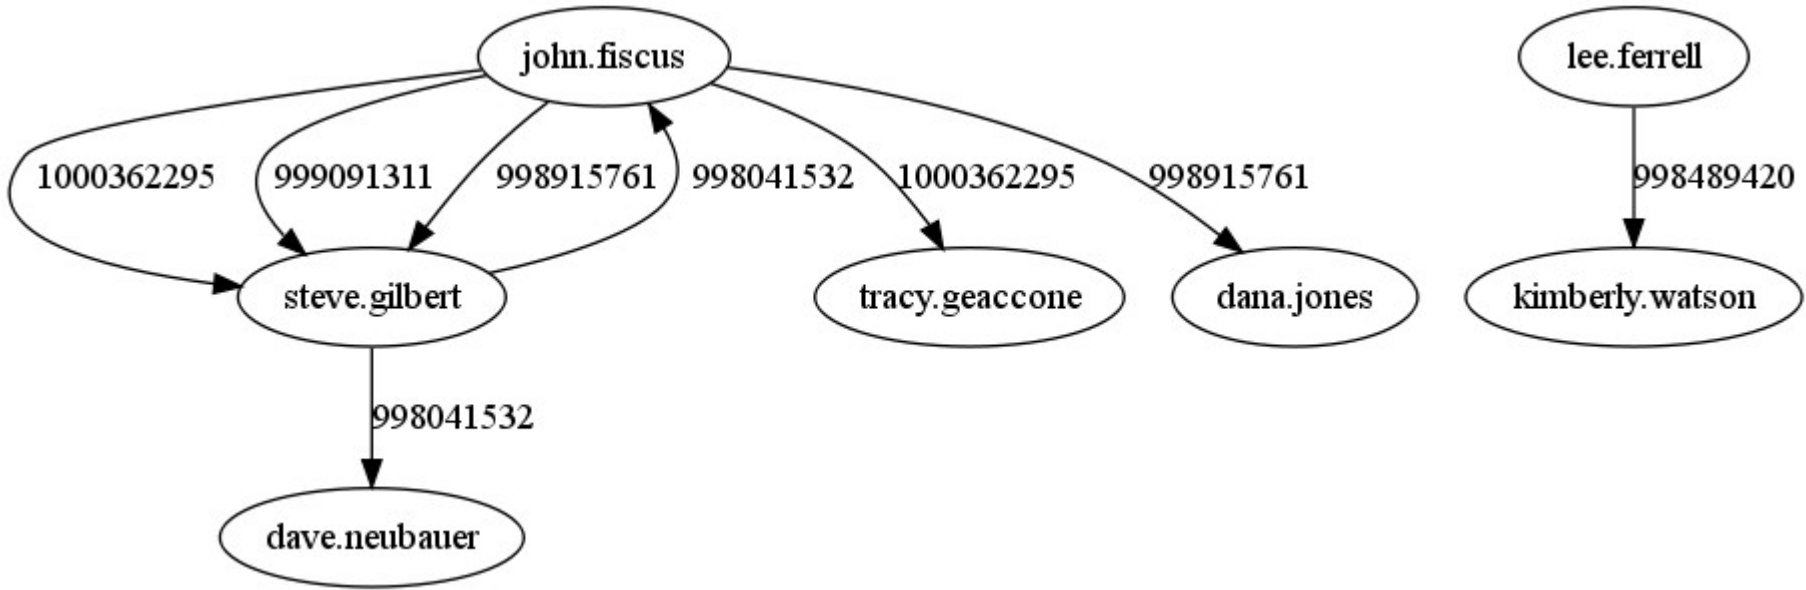 john.fiscus
lee.ferrell
1000362295
999091311
998915761
998041532
1000362295
998915761
998489420
steve.gilbert
tracy.geaccone
dana.jones
kimberly.watson
998041532
dave.neubauer